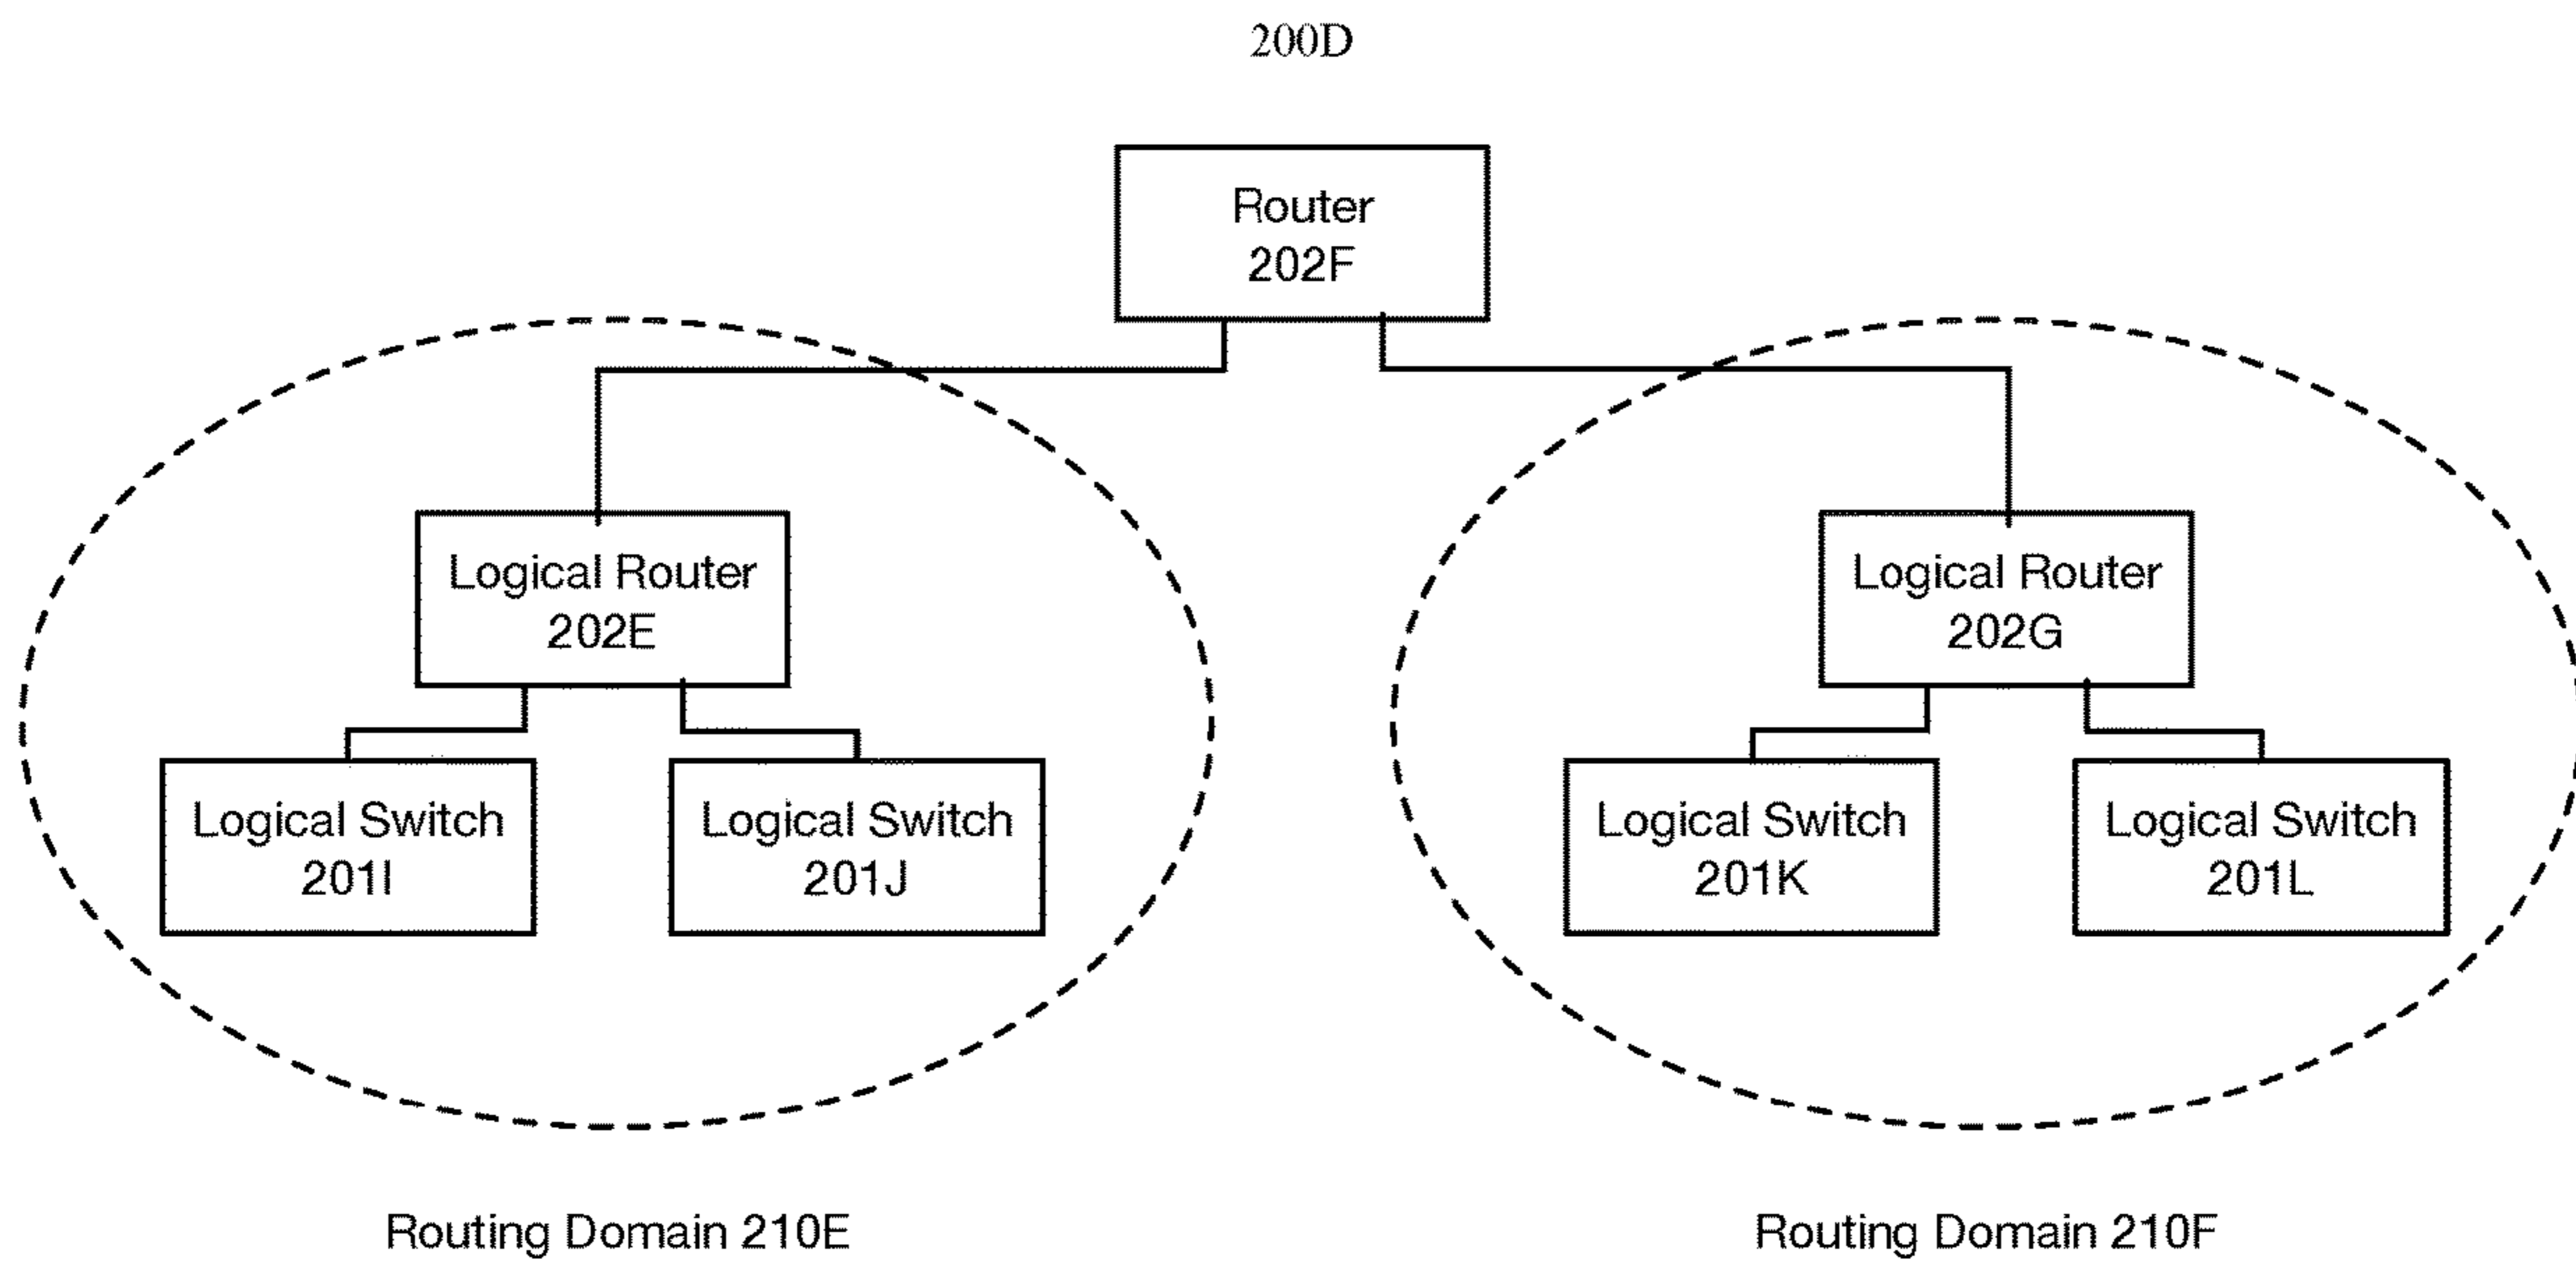 200D
Router
202F
Logical Router
202E
Logical Router
202G
Logical Switch
201I
Logical Switch
201J
Logical Switch
201K
Logical Switch
201L
Routing Domain 210E
Routing Domain 210F